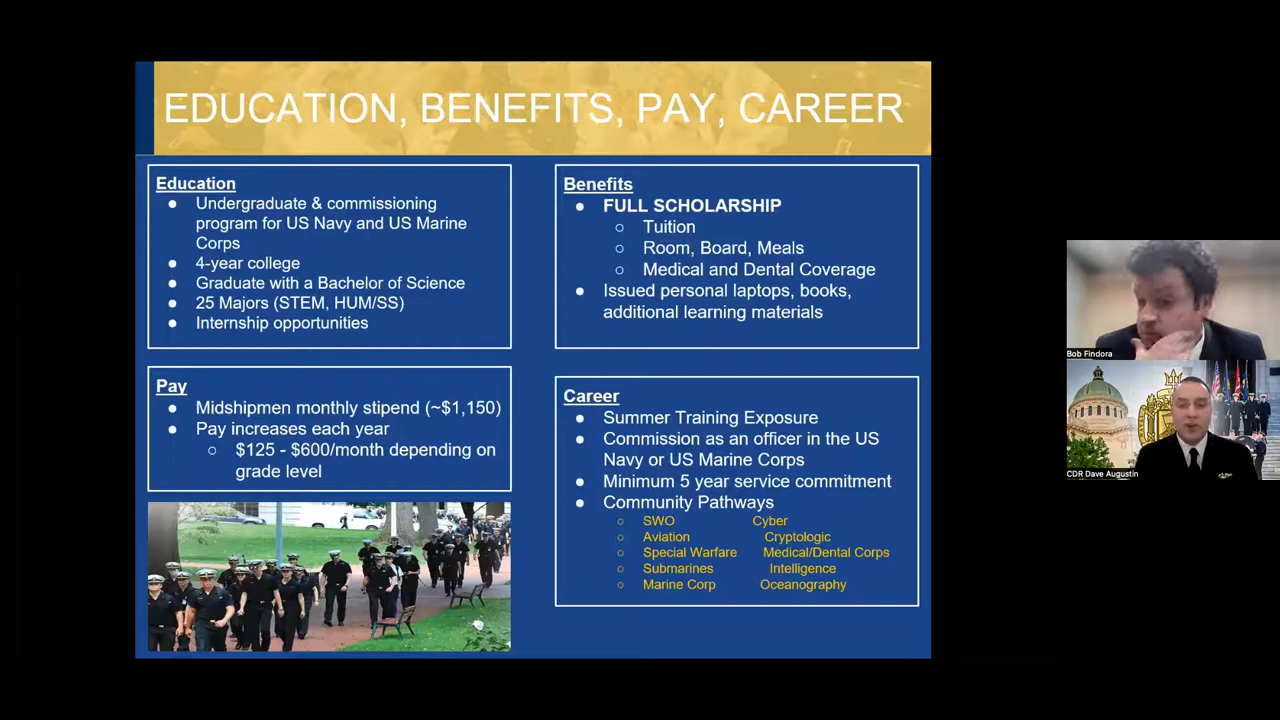 EDUCATION, BENEFITS, PAY, CAREER
Education
● Undergraduate & commissioning
program for US Navy and US Marine
Corps
● 4-year college
● Graduate with a Bachelor of Science
● 25 Majors (STEM, HUM/SS)
● Internship opportunities
Pay
● Midshipmen monthly stipend (~$1,150)
● Pay increases each year
○ $125 - $600/month depending on
grade level
Benefits
● FULL SCHOLARSHIP
○ Tuition
○ Room, Board, Meals
○ Medical and Dental Coverage
● Issued personal laptops, books,
additional learning materials
Career
● Summer Training Exposure
● Commission as an officer in the US
Navy or US Marine Corps
● Minimum 5 year service commitment
● Community Pathways
○ SWO Cyber
○ Aviation Cryptologic
○ Special Warfare Medical/Dental Corps
○ Submarines Intelligence
○ Marine Corp Oceanography
Bob Findora
CDR Dave Augustin